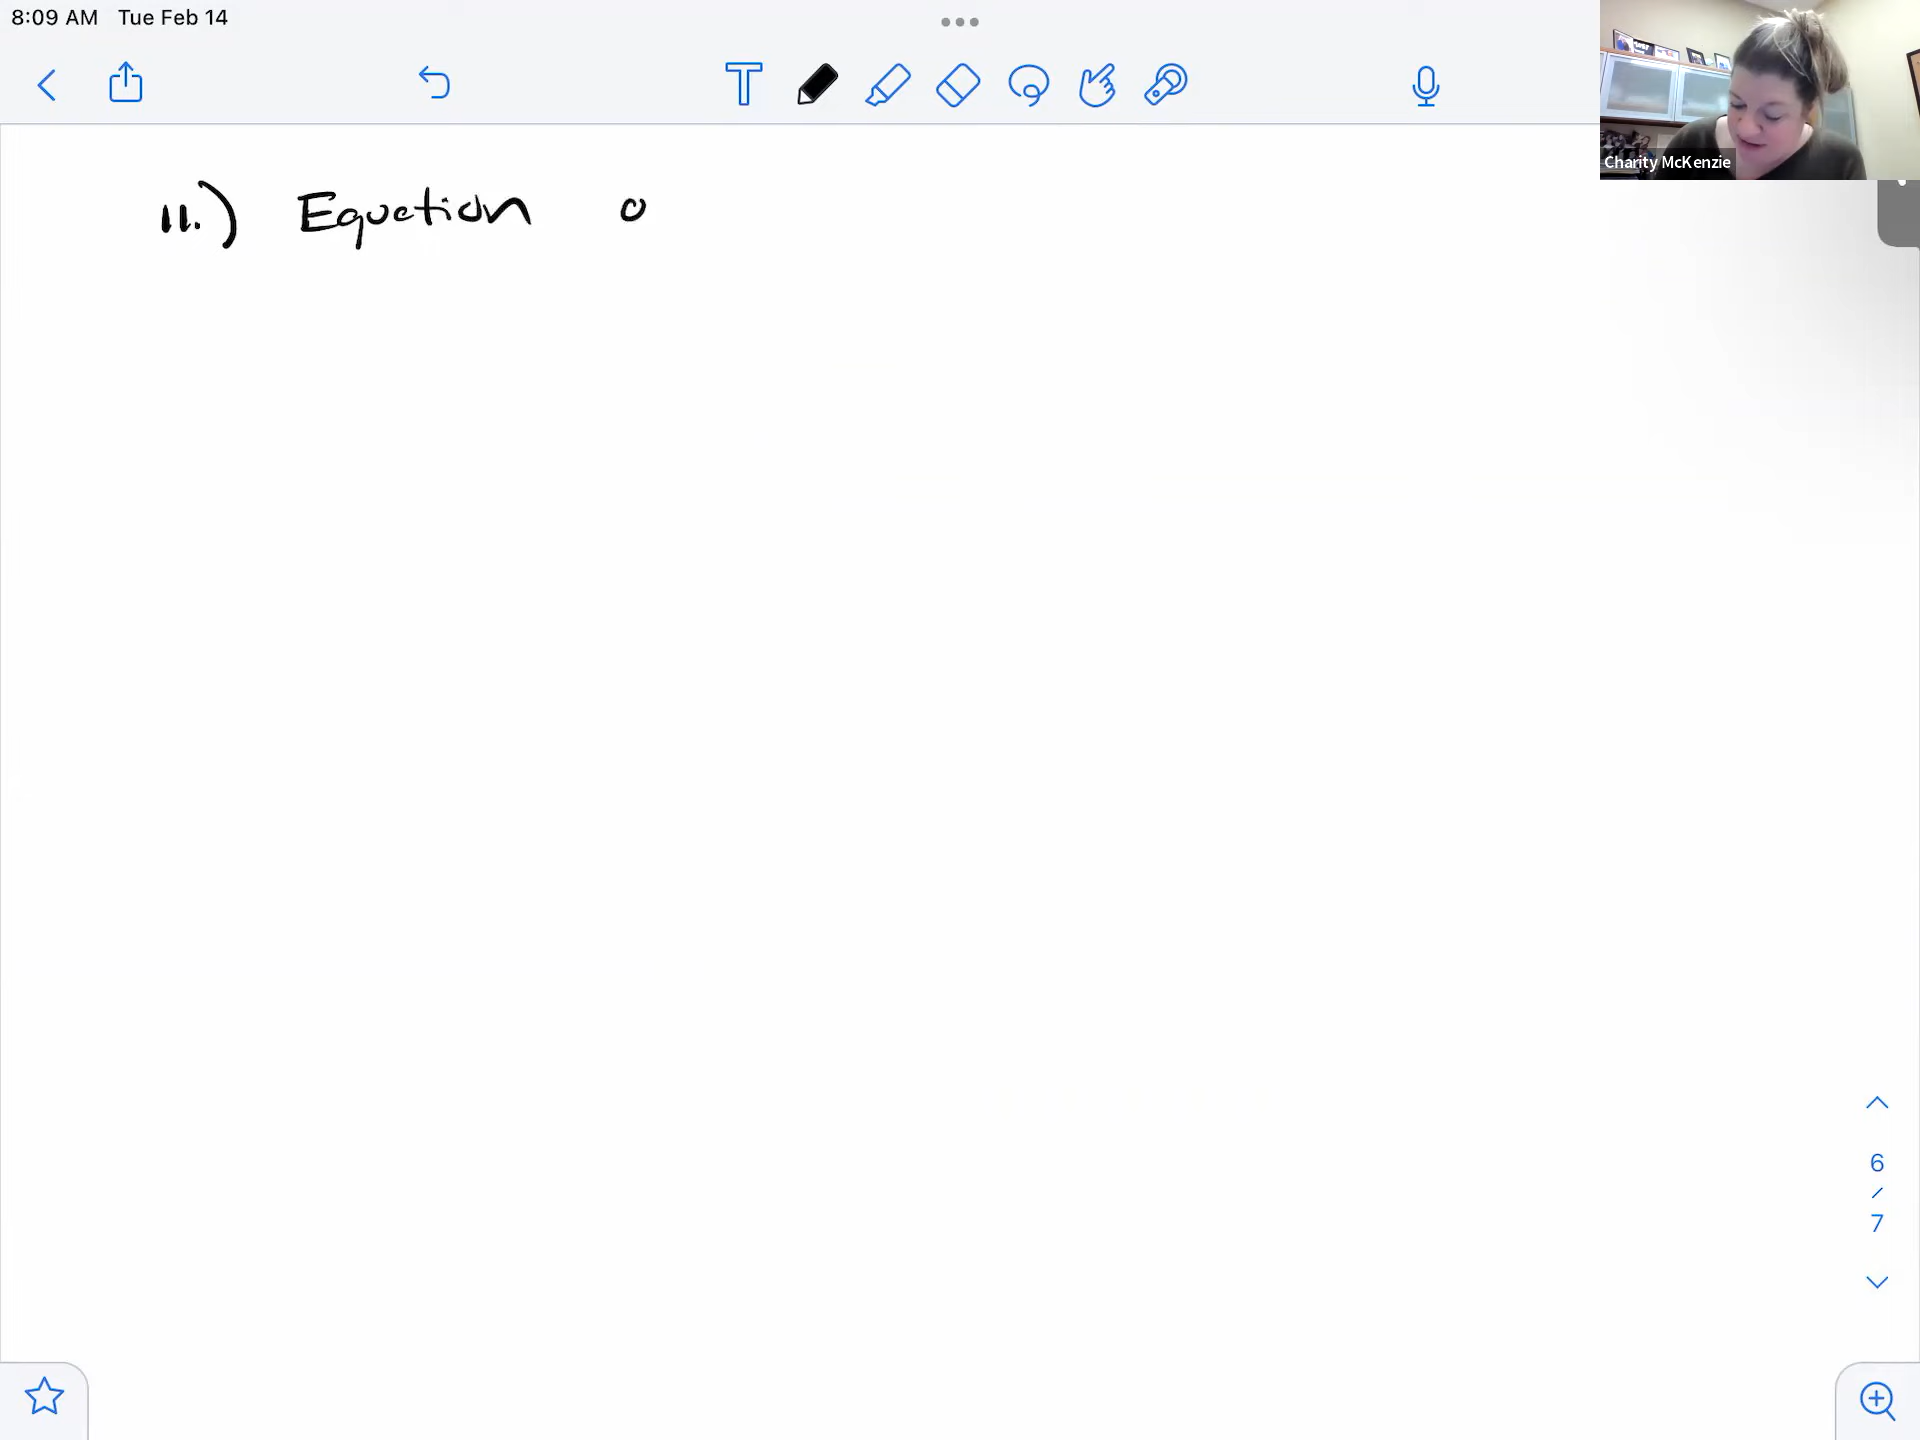 8:09 AM Tue Feb 14
Charity McKenzie
11.) Equation o
6
/
7